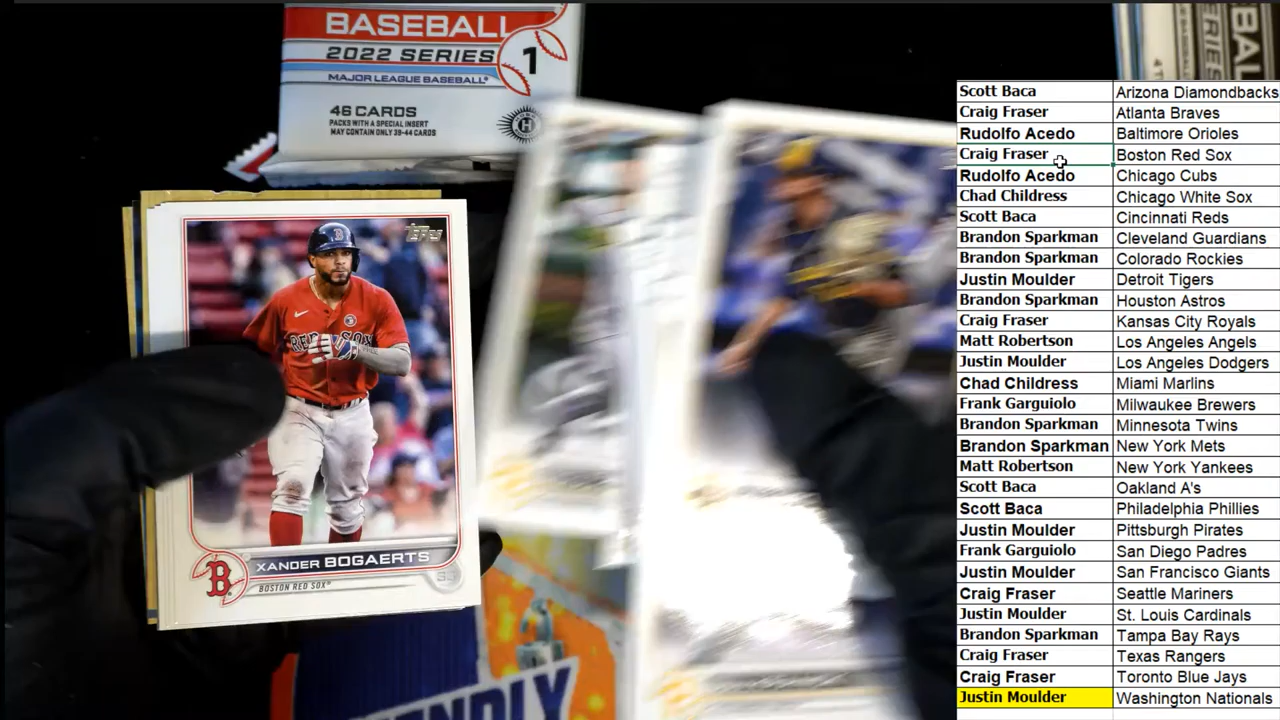 BASEBALL
2022 SERIES 1
MAJOR LEAGUE BASEBALL
46 CARDS
PACKS WITH A SPECIAL INSERT
MAY CONTAIN ONLY 39-44 CARDS
Topps
RED SOX
XANDER BOGAERTS
BOSTON RED SOX
SS
Scott Baca Arizona Diamondbacks
Craig Fraser Atlanta Braves
Rudolfo Acedo Baltimore Orioles
Craig Fraser Boston Red Sox
Rudolfo Acedo Chicago Cubs
Chad Childress Chicago White Sox
Scott Baca Cincinnati Reds
Brandon Sparkman Cleveland Guardians
Brandon Sparkman Colorado Rockies
Justin Moulder Detroit Tigers
Brandon Sparkman Houston Astros
Craig Fraser Kansas City Royals
Matt Robertson Los Angeles Angels
Justin Moulder Los Angeles Dodgers
Chad Childress Miami Marlins
Frank Garguiolo Milwaukee Brewers
Brandon Sparkman Minnesota Twins
Brandon Sparkman New York Mets
Matt Robertson New York Yankees
Scott Baca Oakland A's
Scott Baca Philadelphia Phillies
Justin Moulder Pittsburgh Pirates
Frank Garguiolo San Diego Padres
Justin Moulder San Francisco Giants
Craig Fraser Seattle Mariners
Justin Moulder St. Louis Cardinals
Brandon Sparkman Tampa Bay Rays
Craig Fraser Texas Rangers
Craig Fraser Toronto Blue Jays
Justin Moulder Washington Nationals